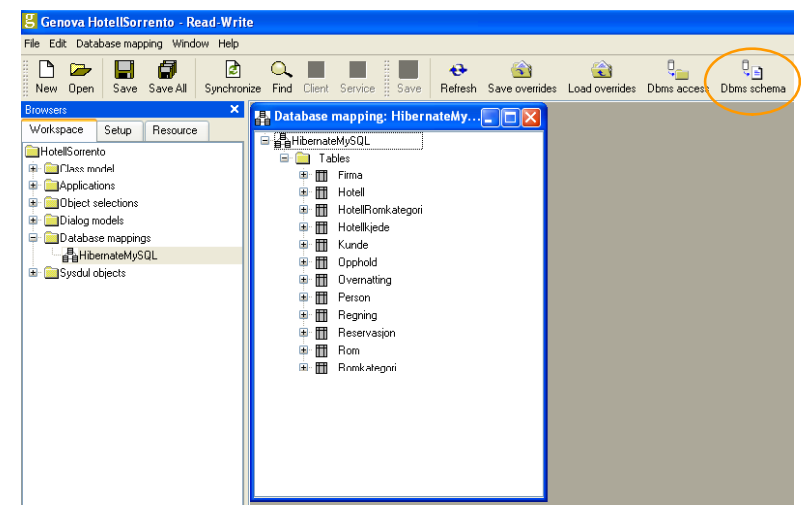 Genova HotellSorrento - Read-Write
File Edit Database mapping Window Help
New Open Save Save All Synchronize Find Client Service Save Refresh Save overrides Load overrides Dbms access Dbms schema
Browsers
Workspace Setup Resource
HotellSorrento
Class model
Applications
Object selections
Dialog models
Database mappings
HibernateMySQL
Sysdul objects
Database mapping: HibernateMy...
HibernateMySQL
Tables
Firma
Hotell
HotellRomkategori
Hotellkjede
Kunde
Opphold
Overnatting
Person
Regning
Reservasjon
Rom
Romkategori